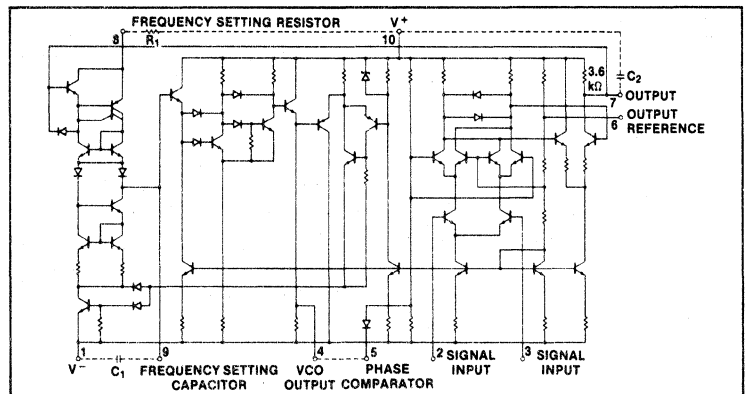 FREQUENCY SETTING RESISTOR
V+
8
R1
10
3.6
kΩ
C2
7
OUTPUT
6
OUTPUT
REFERENCE
1
9
4
5
2
SIGNAL
3
SIGNAL
V−
C1
FREQUENCY SETTING
CAPACITOR
VCO
OUTPUT
PHASE
COMPARATOR
INPUT
INPUT